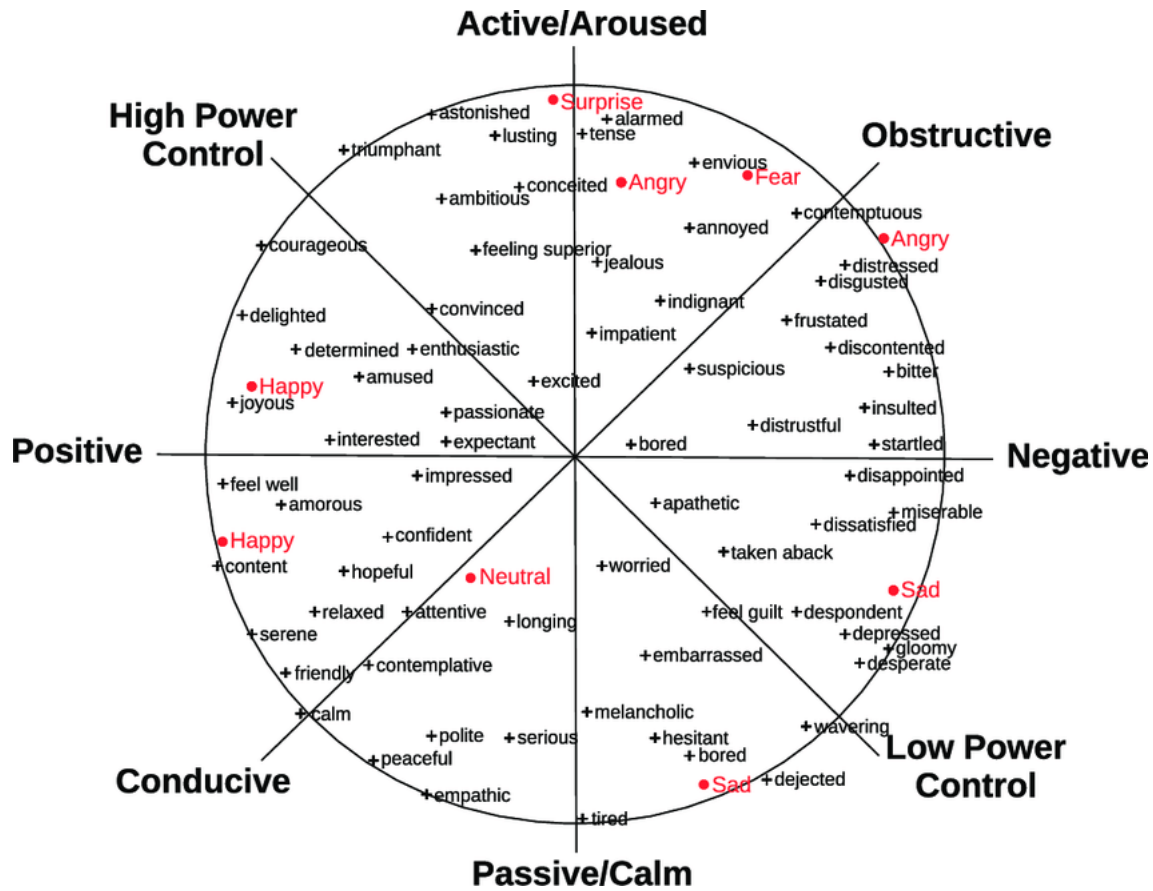 Active/Aroused
Surprise
astonished
alarmed
High Power
Control
lusting
tense
Obstructive
triumphant
envious
Fear
conceited
Angry
ambitious
contemptuous
annoyed
Angry
courageous
feeling superior
jealous
distressed
disgusted
indignant
convinced
delighted
frustated
impatient
determined
enthusiastic
discontented
suspicious
bitter
amused
excited
Happy
joyous
passionate
insulted
distrustful
interested
expectant
bored
startled
Positive
Negative
impressed
disappointed
feel well
amorous
apathetic
miserable
dissatisfied
confident
Happy
taken aback
content
hopeful
worried
Neutral
Sad
relaxed
attentive
feel guilt
despondent
longing
serene
depressed
gloomy
embarrassed
desperate
friendly
contemplative
calm
melancholic
wavering
polite
serious
hesitant
bored
Low Power
Control
peaceful
Conducive
Sad
dejected
empathic
tired
Passive/Calm